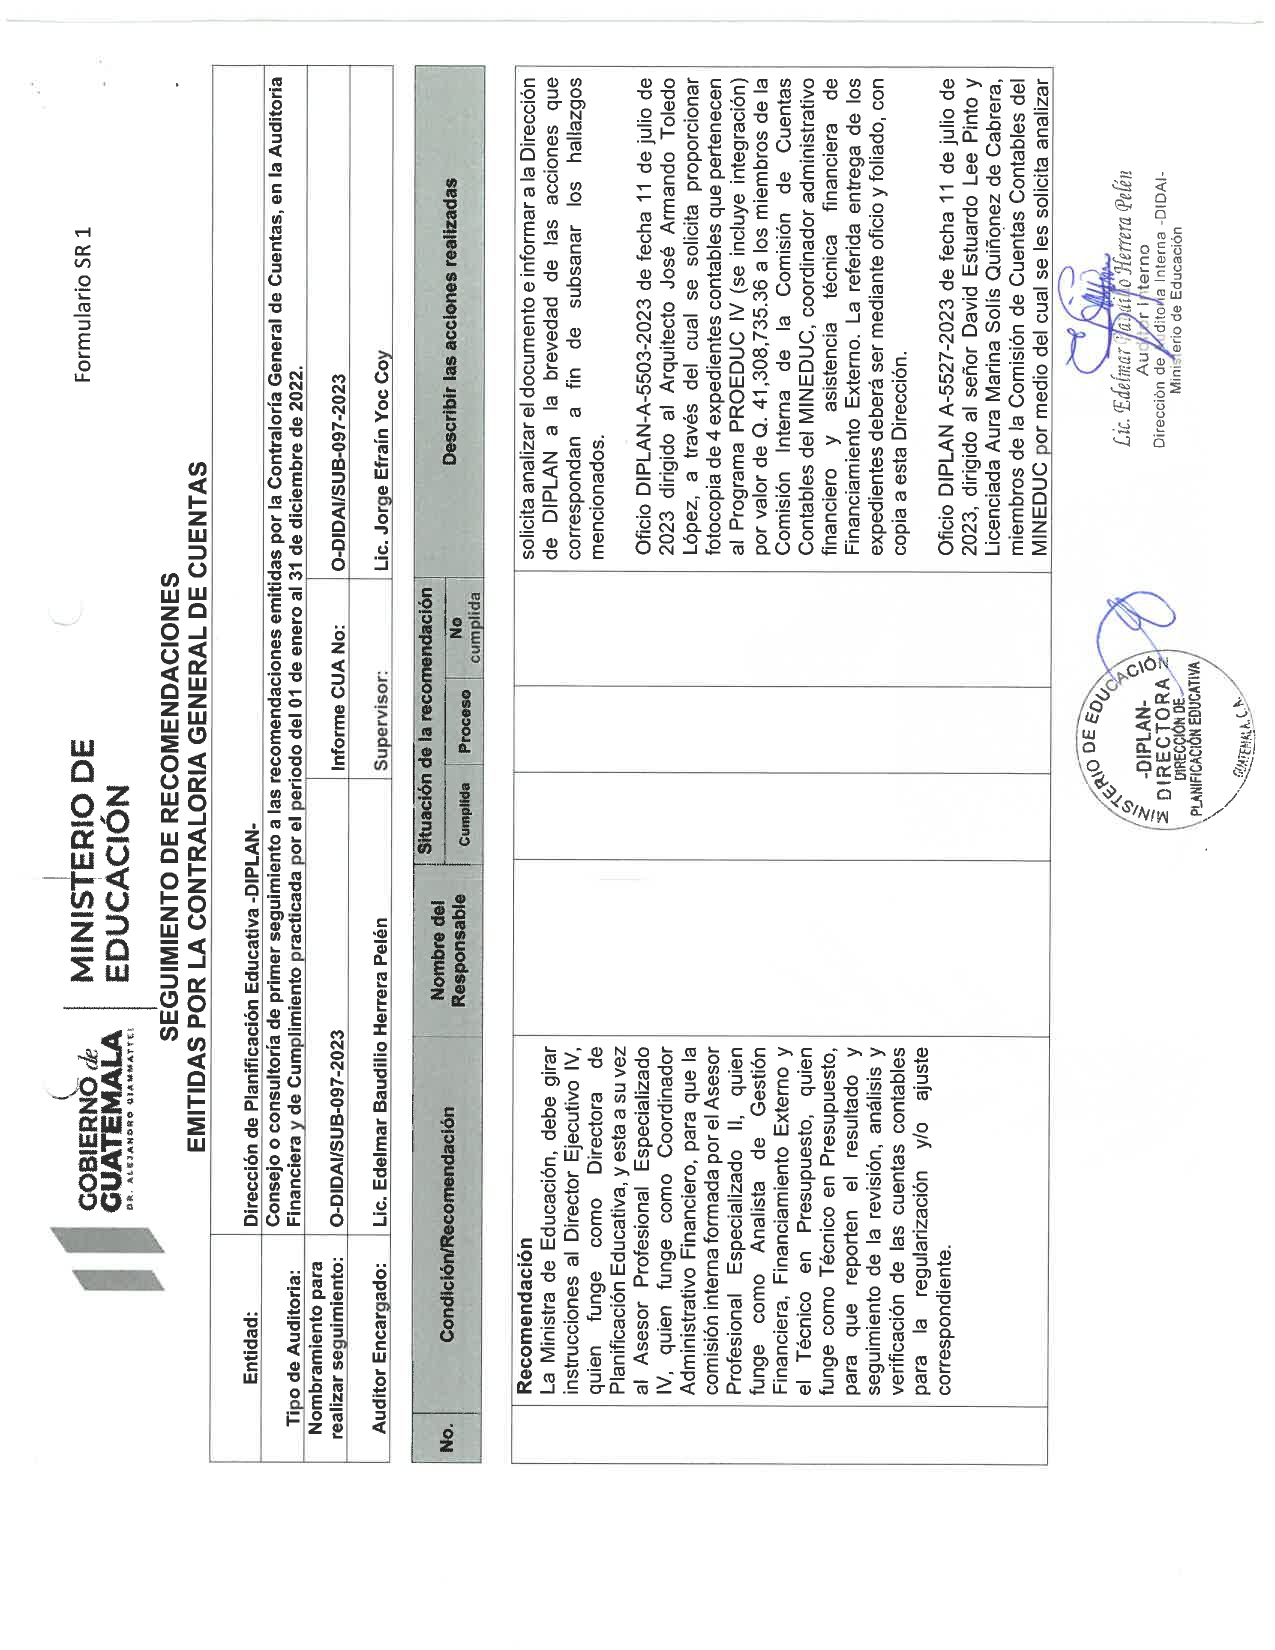 Formulario SR 1
GOBIERNO de
GUATEMALA
DR. ALEJANDRO GIAMMATTEI
MINISTERIO DE
EDUCACIÓN
SEGUIMIENTO DE RECOMENDACIONES
EMITIDAS POR LA CONTRALORIA GENERAL DE CUENTAS
Entidad: Dirección de Planificación Educativa -DIPLAN-
Tipo de Auditoria: Consejo o consultoría de primer seguimiento a las recomendaciones emitidas por la Contraloría General de Cuentas, en la Auditoria
Financiera y de Cumplimiento practicada por el periodo del 01 de enero al 31 de diciembre de 2022.
Nombramiento para
realizar seguimiento: O-DIDAI/SUB-097-2023 Informe CUA No: O-DIDAI/SUB-097-2023
Auditor Encargado: Lic. Edelmar Baudilio Herrera Pelén Supervisor: Lic. Jorge Efraín Yoc Coy
No. Condición/Recomendación
Nombre del
Responsable
Situación de la recomendación
Cumplida Proceso No
cumplida
Describir las acciones realizadas
Recomendación
La Ministra de Educación, debe girar
instrucciones al Director Ejecutivo IV,
quien funge como Directora de
Planificación Educativa, y esta a su vez
al Asesor Profesional Especializado
IV, quien funge como Coordinador
Administrativo Financiero, para que la
comisión interna formada por el Asesor
Profesional Especializado II, quien
funge como Analista de Gestión
Financiera, Financiamiento Externo y
el Técnico en Presupuesto, quien
funge como Técnico en Presupuesto,
para que reporten el resultado y
seguimiento de la revisión, análisis y
verificación de las cuentas contables
para la regularización y/o ajuste
correspondiente.
solicita analizar el documento e informar a la Dirección
de DIPLAN a la brevedad de las acciones que
correspondan a fin de subsanar los hallazgos
mencionados.
Oficio DIPLAN-A-5503-2023 de fecha 11 de julio de
2023 dirigido al Arquitecto José Armando Toledo
López, a través del cual se solicita proporcionar
fotocopia de 4 expedientes contables que pertenecen
al Programa PROEDUC IV (se incluye integración)
por valor de Q. 41,308,735.36 a los miembros de la
Comisión Interna de la Comisión de Cuentas
Contables del MINEDUC, coordinador administrativo
financiero y asistencia técnica financiera de
Financiamiento Externo. La referida entrega de los
expedientes deberá ser mediante oficio y foliado, con
copia a esta Dirección.
Oficio DIPLAN A-5527-2023 de fecha 11 de julio de
2023, dirigido al señor David Estuardo Lee Pinto y
Licenciada Aura Marina Solís Quiñonez de Cabrera,
miembros de la Comisión de Cuentas Contables del
MINEDUC por medio del cual se les solicita analizar
MINISTERIO DE EDUCACIÓN
-DIPLAN-
DIRECTORA
DIRECCIÓN DE
PLANIFICACIÓN EDUCATIVA
GUATEMALA, C.A.
Lic. Edelmar Baudilio Herrera Pelén
Auditor Interno
Dirección de Auditoria Interna -DIDAI-
Ministerio de Educación